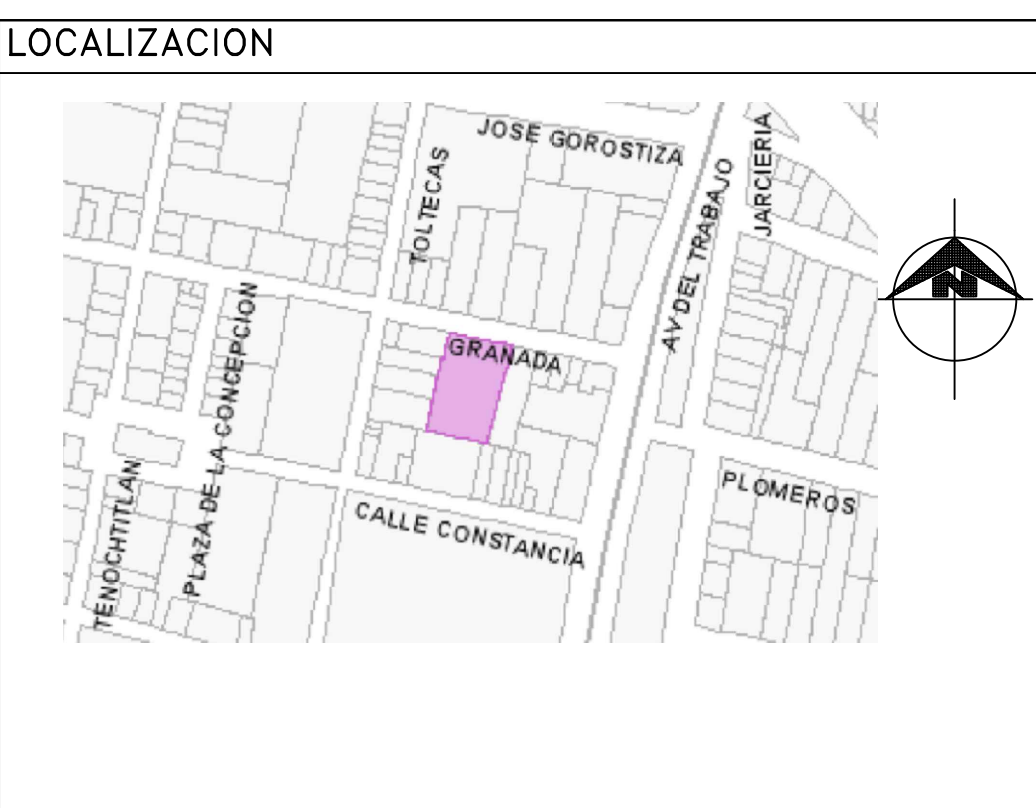 LOCALIZACION
JOSE GOROSTIZA
TOLTECAS
AV DEL TRABAJO
JARCIERIA
N
GRANADA
PLAZA DE LA CONCEPCION
TENOCHTITLAN
CALLE CONSTANCIA
PLOMEROS